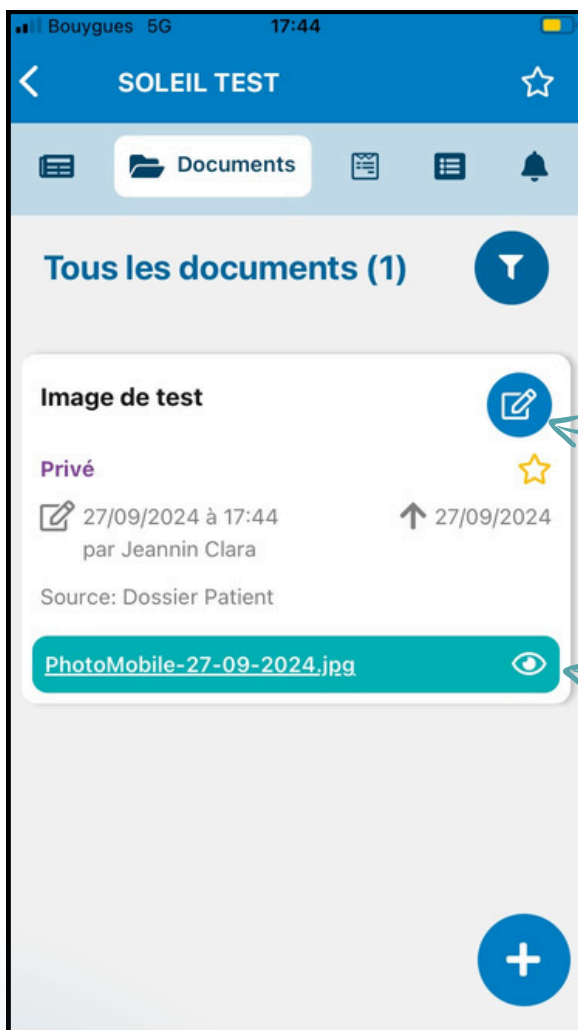 Bouygues 5G 17:44
SOLEIL TEST
Documents
Tous les documents (1)
Image de test
Privé
27/09/2024 à 17:44 27/09/2024
par Jeannin Clara
Source: Dossier Patient
PhotoMobile-27-09-2024.jpg